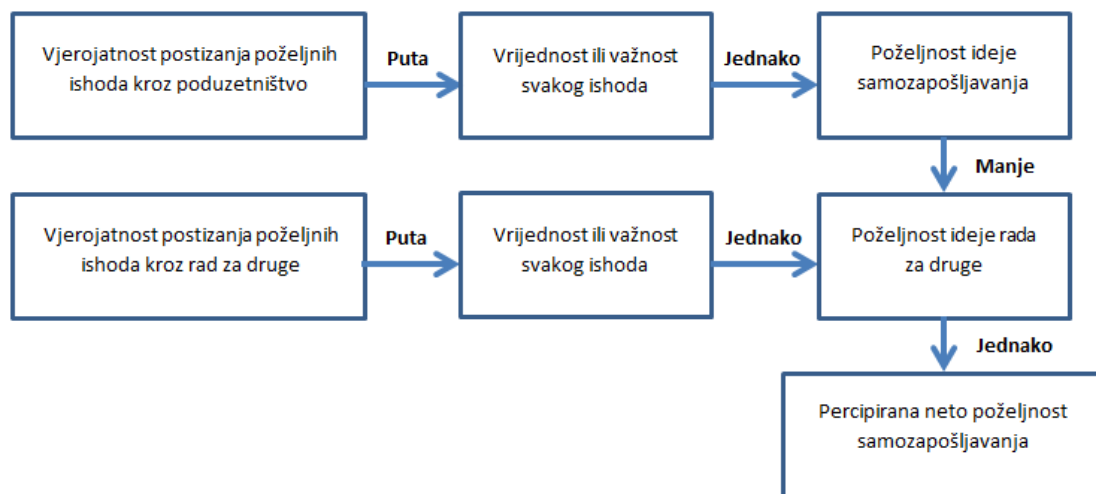 Vjerojatnost postizanja poželjnih
ishoda kroz poduzetništvo
Puta
Vrijednost ili važnost
svakog ishoda
Jednako
Poželjnost ideje
samozapošljavanja
Manje
Vjerojatnost postizanja poželjnih
ishoda kroz rad za druge
Puta
Vrijednost ili važnost
svakog ishoda
Jednako
Poželjnost ideje rada
za druge
Jednako
Percipirana neto poželjnost
samozapošljavanja